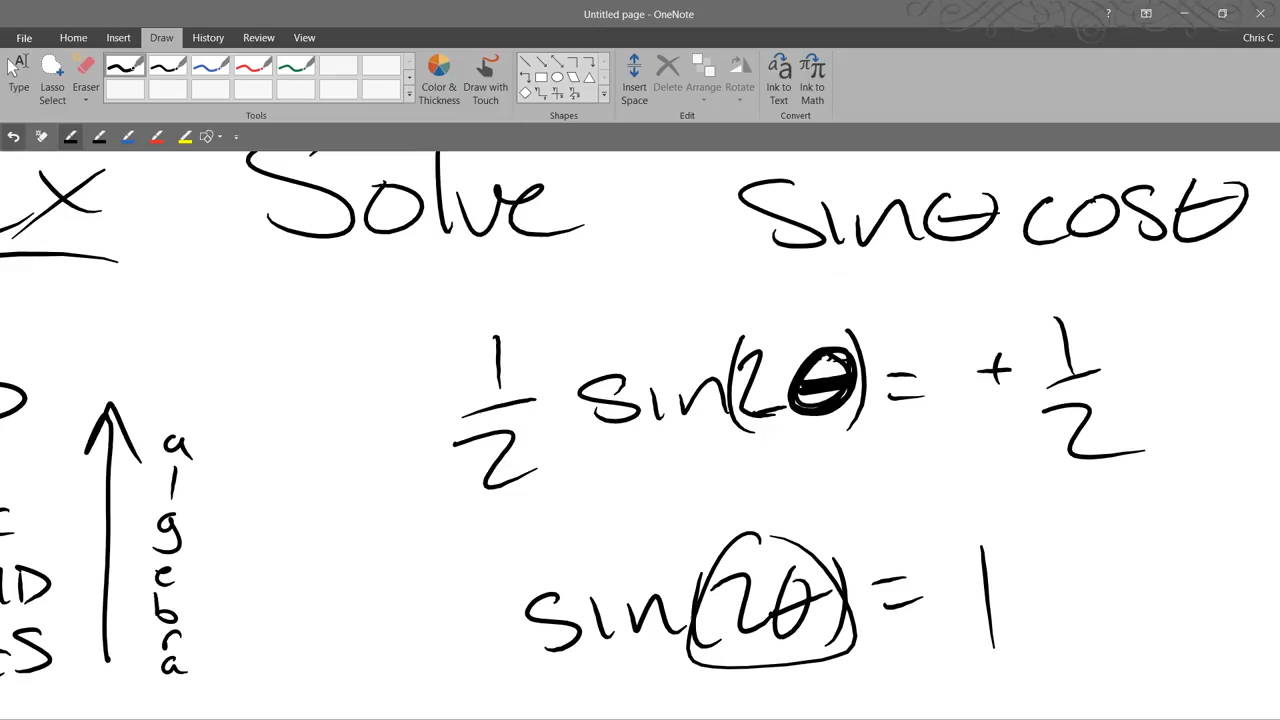 Untitled page - OneNote
?
File Home Insert Draw History Review View
Chris C
Type Lasso Select Eraser Color & Thickness Draw with Touch Insert Space Delete Arrange Rotate Ink to Text Ink to Math
Tools Shapes Edit Convert
x Solve sinθ cosθ
1/2 sin(2θ) = + 1/2
sin(2θ) = 1
a
l
g
e
b
r
a
D
S